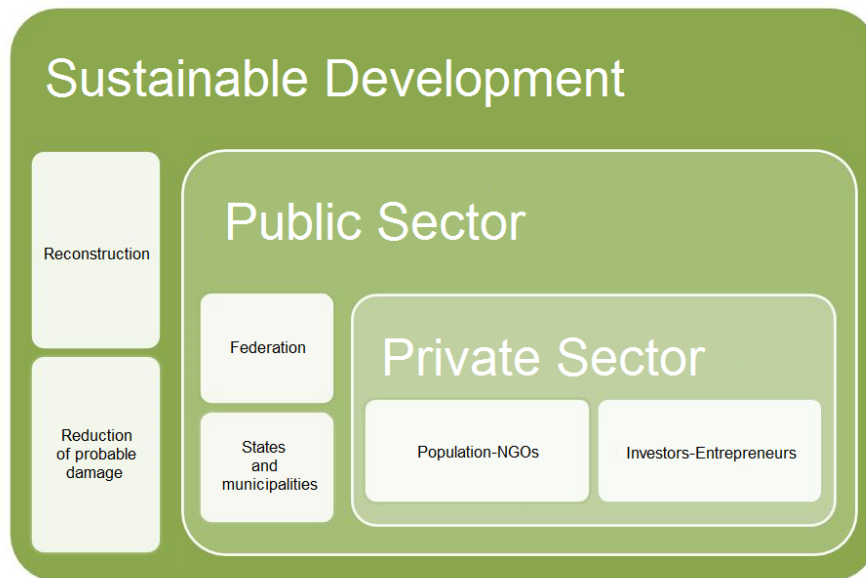 Sustainable Development
Reconstruction
Reduction
of probable
damage
Public Sector
Federation
States
and
municipalities
Private Sector
Population-NGOs
Investors-Entrepreneurs